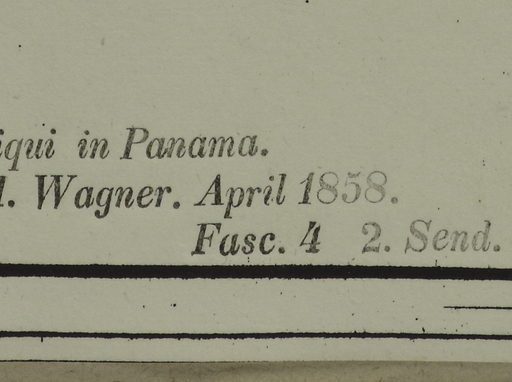 iqui in Panama.
. Wagner. April 1858.
Fasc. 4 2. Send.